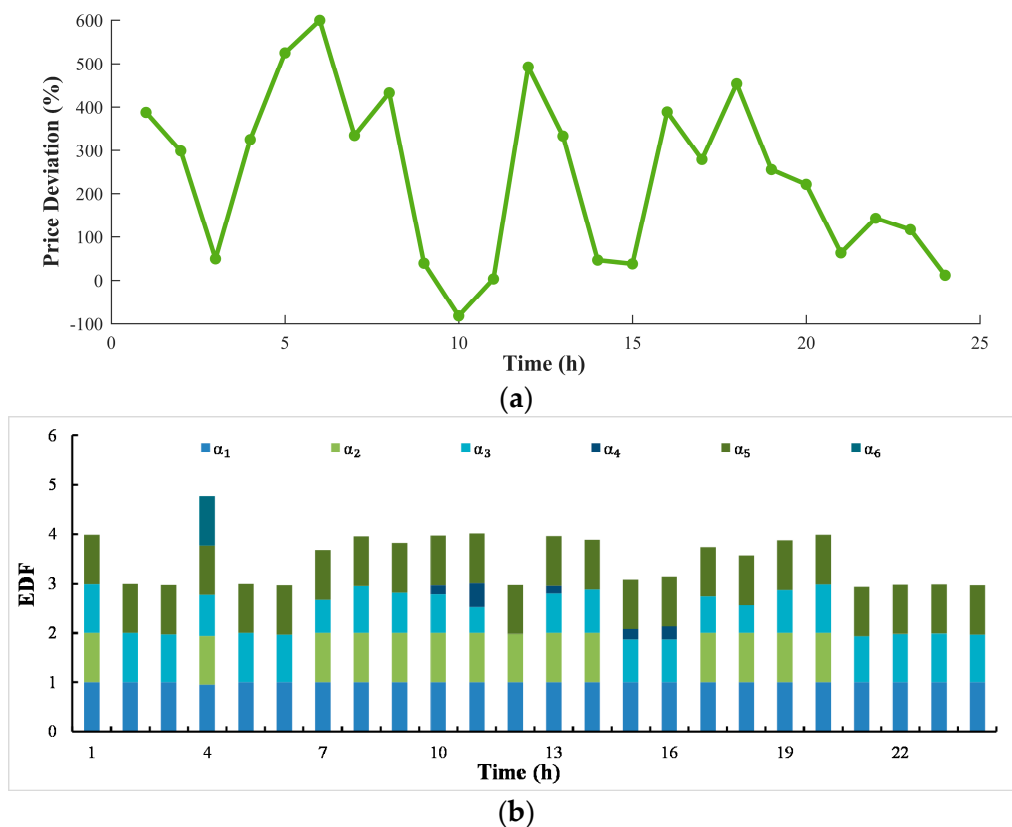 600
500
400
300
200
100
0
-100
Price Deviation (%)
0 5 10 15 20 25
Time (h)
(a)
6
5
4
3
2
1
0
EDF
α₁ α₂ α₃ α₄ α₅ α₆
1 4 7 10 13 16 19 22
Time (h)
(b)